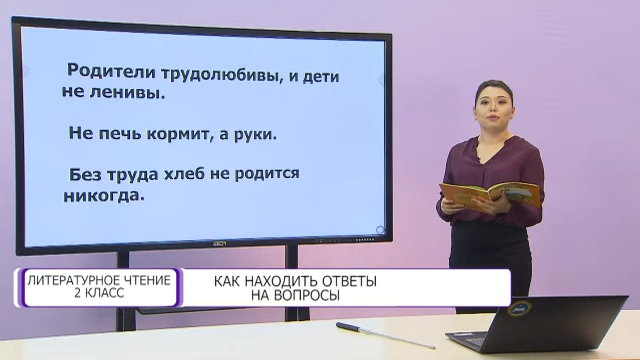 Родители трудолюбивы, и дети
не ленивы.
Не печь кормит, а руки.
Без труда хлеб не родится
никогда.
ЛИТЕРАТУРНОЕ ЧТЕНИЕ
2 КЛАСС
КАК НАХОДИТЬ ОТВЕТЫ
НА ВОПРОСЫ